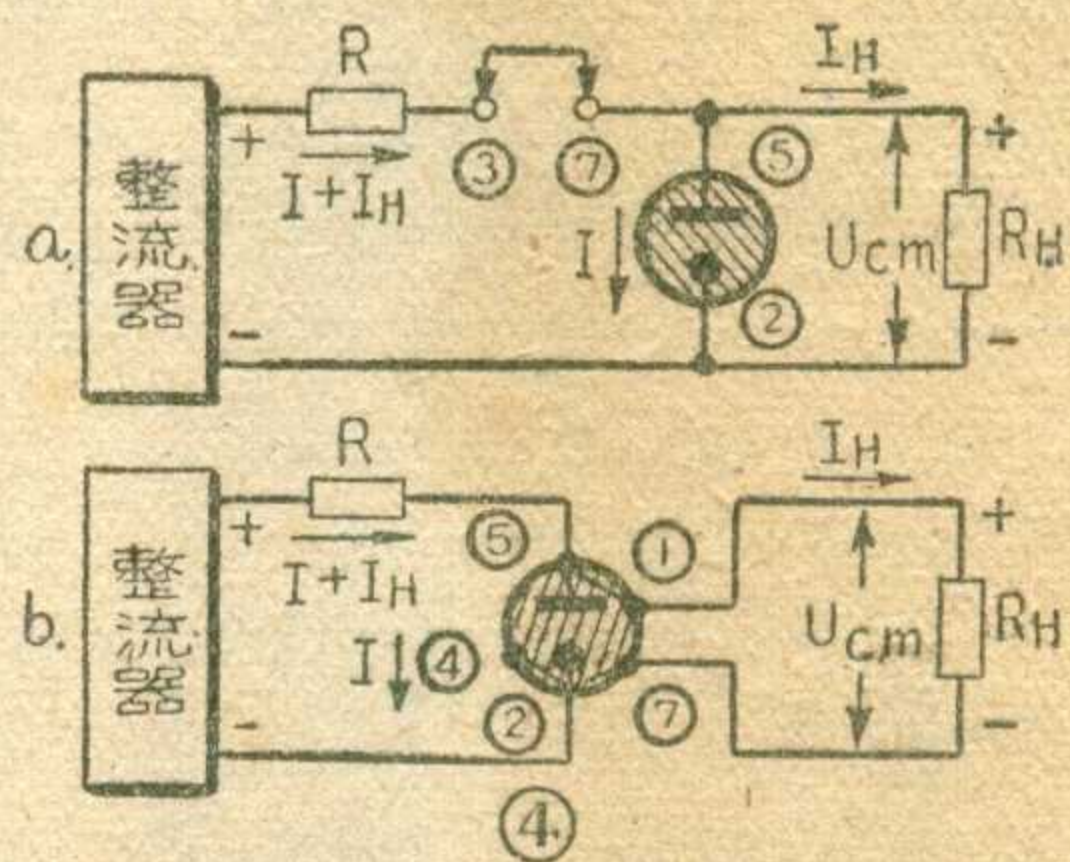 a.
整流器
+
-
R
I+I_H
③
⑦
I
⑤
②
I_H
U_cm
+
-
R_H
b.
整流器
+
-
R
I+I_H
I
⑤
①
④
②
⑦
I_H
U_cm
+
-
R_H
④